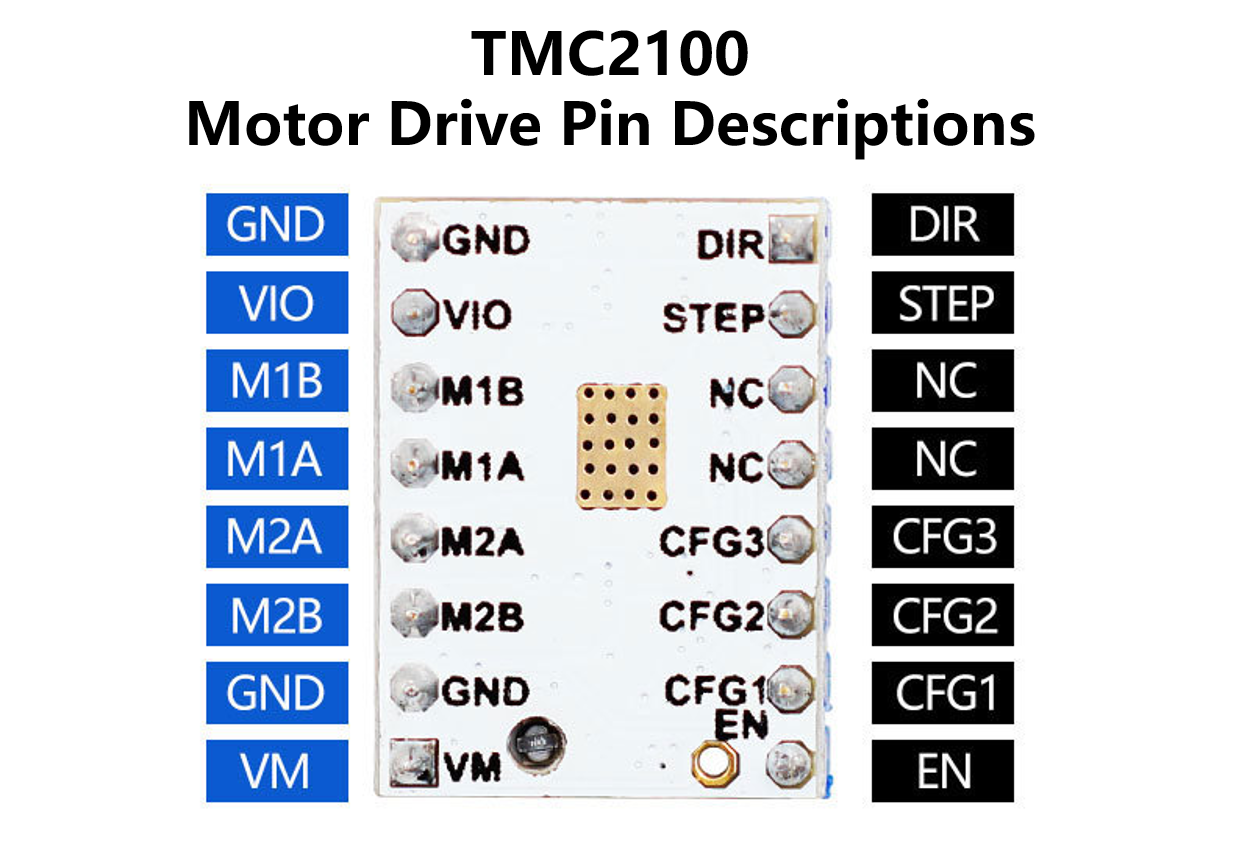 TMC2100
Motor Drive Pin Descriptions
GND GND DIR DIR
VIO VIO STEP STEP
M1B M1B NC NC
M1A M1A NC NC
M2A M2A CFG3 CFG3
M2B M2B CFG2 CFG2
GND GND CFG1 CFG1
EN
VM VM EN